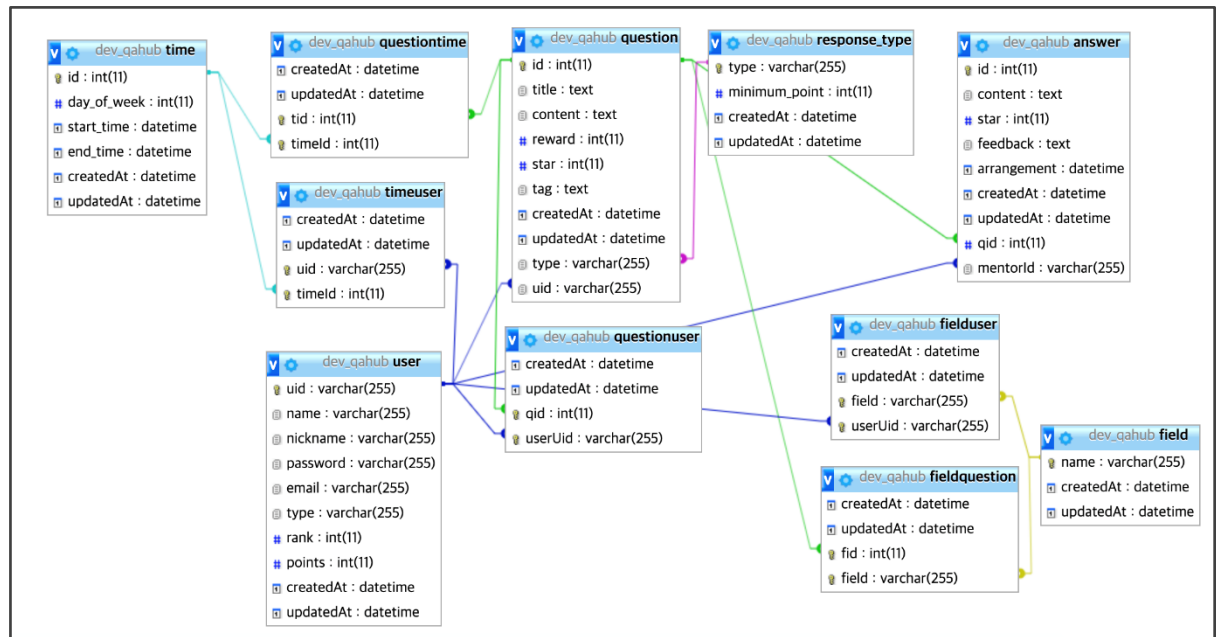 dev_qahub time
id : int(11)
day_of_week : int(11)
start_time : datetime
end_time : datetime
createdAt : datetime
updatedAt : datetime
dev_qahub questiontime
createdAt : datetime
updatedAt : datetime
tid : int(11)
timeId : int(11)
dev_qahub timeuser
createdAt : datetime
updatedAt : datetime
uid : varchar(255)
timeId : int(11)
dev_qahub user
uid : varchar(255)
name : varchar(255)
nickname : varchar(255)
password : varchar(255)
email : varchar(255)
type : varchar(255)
rank : int(11)
points : int(11)
createdAt : datetime
updatedAt : datetime
dev_qahub question
id : int(11)
title : text
content : text
reward : int(11)
star : int(11)
tag : text
createdAt : datetime
updatedAt : datetime
type : varchar(255)
uid : varchar(255)
dev_qahub questionuser
createdAt : datetime
updatedAt : datetime
qid : int(11)
userUid : varchar(255)
dev_qahub response_type
type : varchar(255)
minimum_point : int(11)
createdAt : datetime
updatedAt : datetime
dev_qahub answer
id : int(11)
content : text
star : int(11)
feedback : text
arrangement : datetime
createdAt : datetime
updatedAt : datetime
qid : int(11)
mentorId : varchar(255)
dev_qahub fielduser
createdAt : datetime
updatedAt : datetime
field : varchar(255)
userUid : varchar(255)
dev_qahub fieldquestion
createdAt : datetime
updatedAt : datetime
fid : int(11)
field : varchar(255)
dev_qahub field
name : varchar(255)
createdAt : datetime
updatedAt : datetime